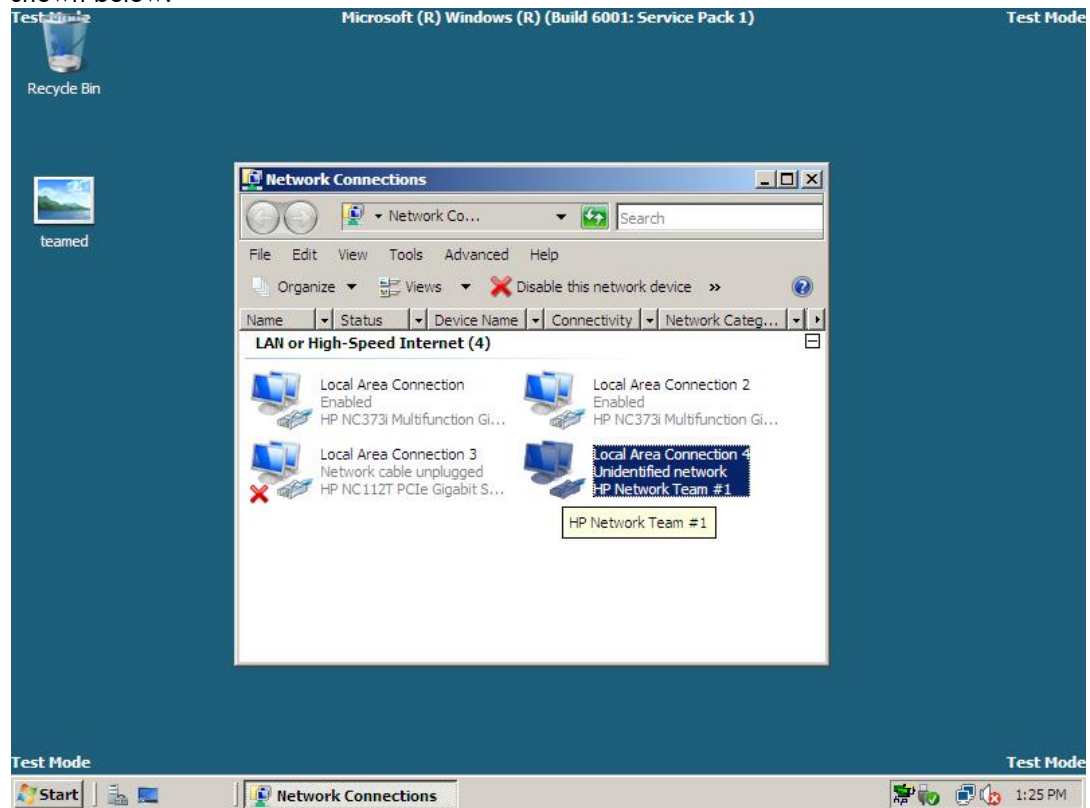 shown below.
Test Mode
Microsoft (R) Windows (R) (Build 6001: Service Pack 1)
Test Mode
Recycle Bin
teamed
Network Connections
Network Co...
Search
File Edit View Tools Advanced Help
Organize Views Disable this network device »
Name Status Device Name Connectivity Network Categ...
LAN or High-Speed Internet (4)
Local Area Connection
Enabled
HP NC373i Multifunction Gi...
Local Area Connection 2
Enabled
HP NC373i Multifunction Gi...
Local Area Connection 3
Network cable unplugged
HP NC112T PCIe Gigabit S...
Local Area Connection 4
Unidentified network
HP Network Team #1
HP Network Team #1
Test Mode
Test Mode
Start
Network Connections
1:25 PM